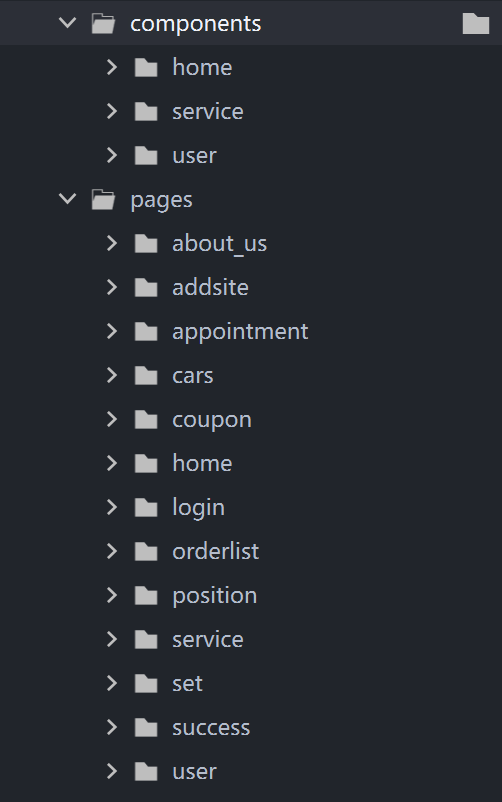 components
home
service
user
pages
about_us
addsite
appointment
cars
coupon
home
login
orderlist
position
service
set
success
user